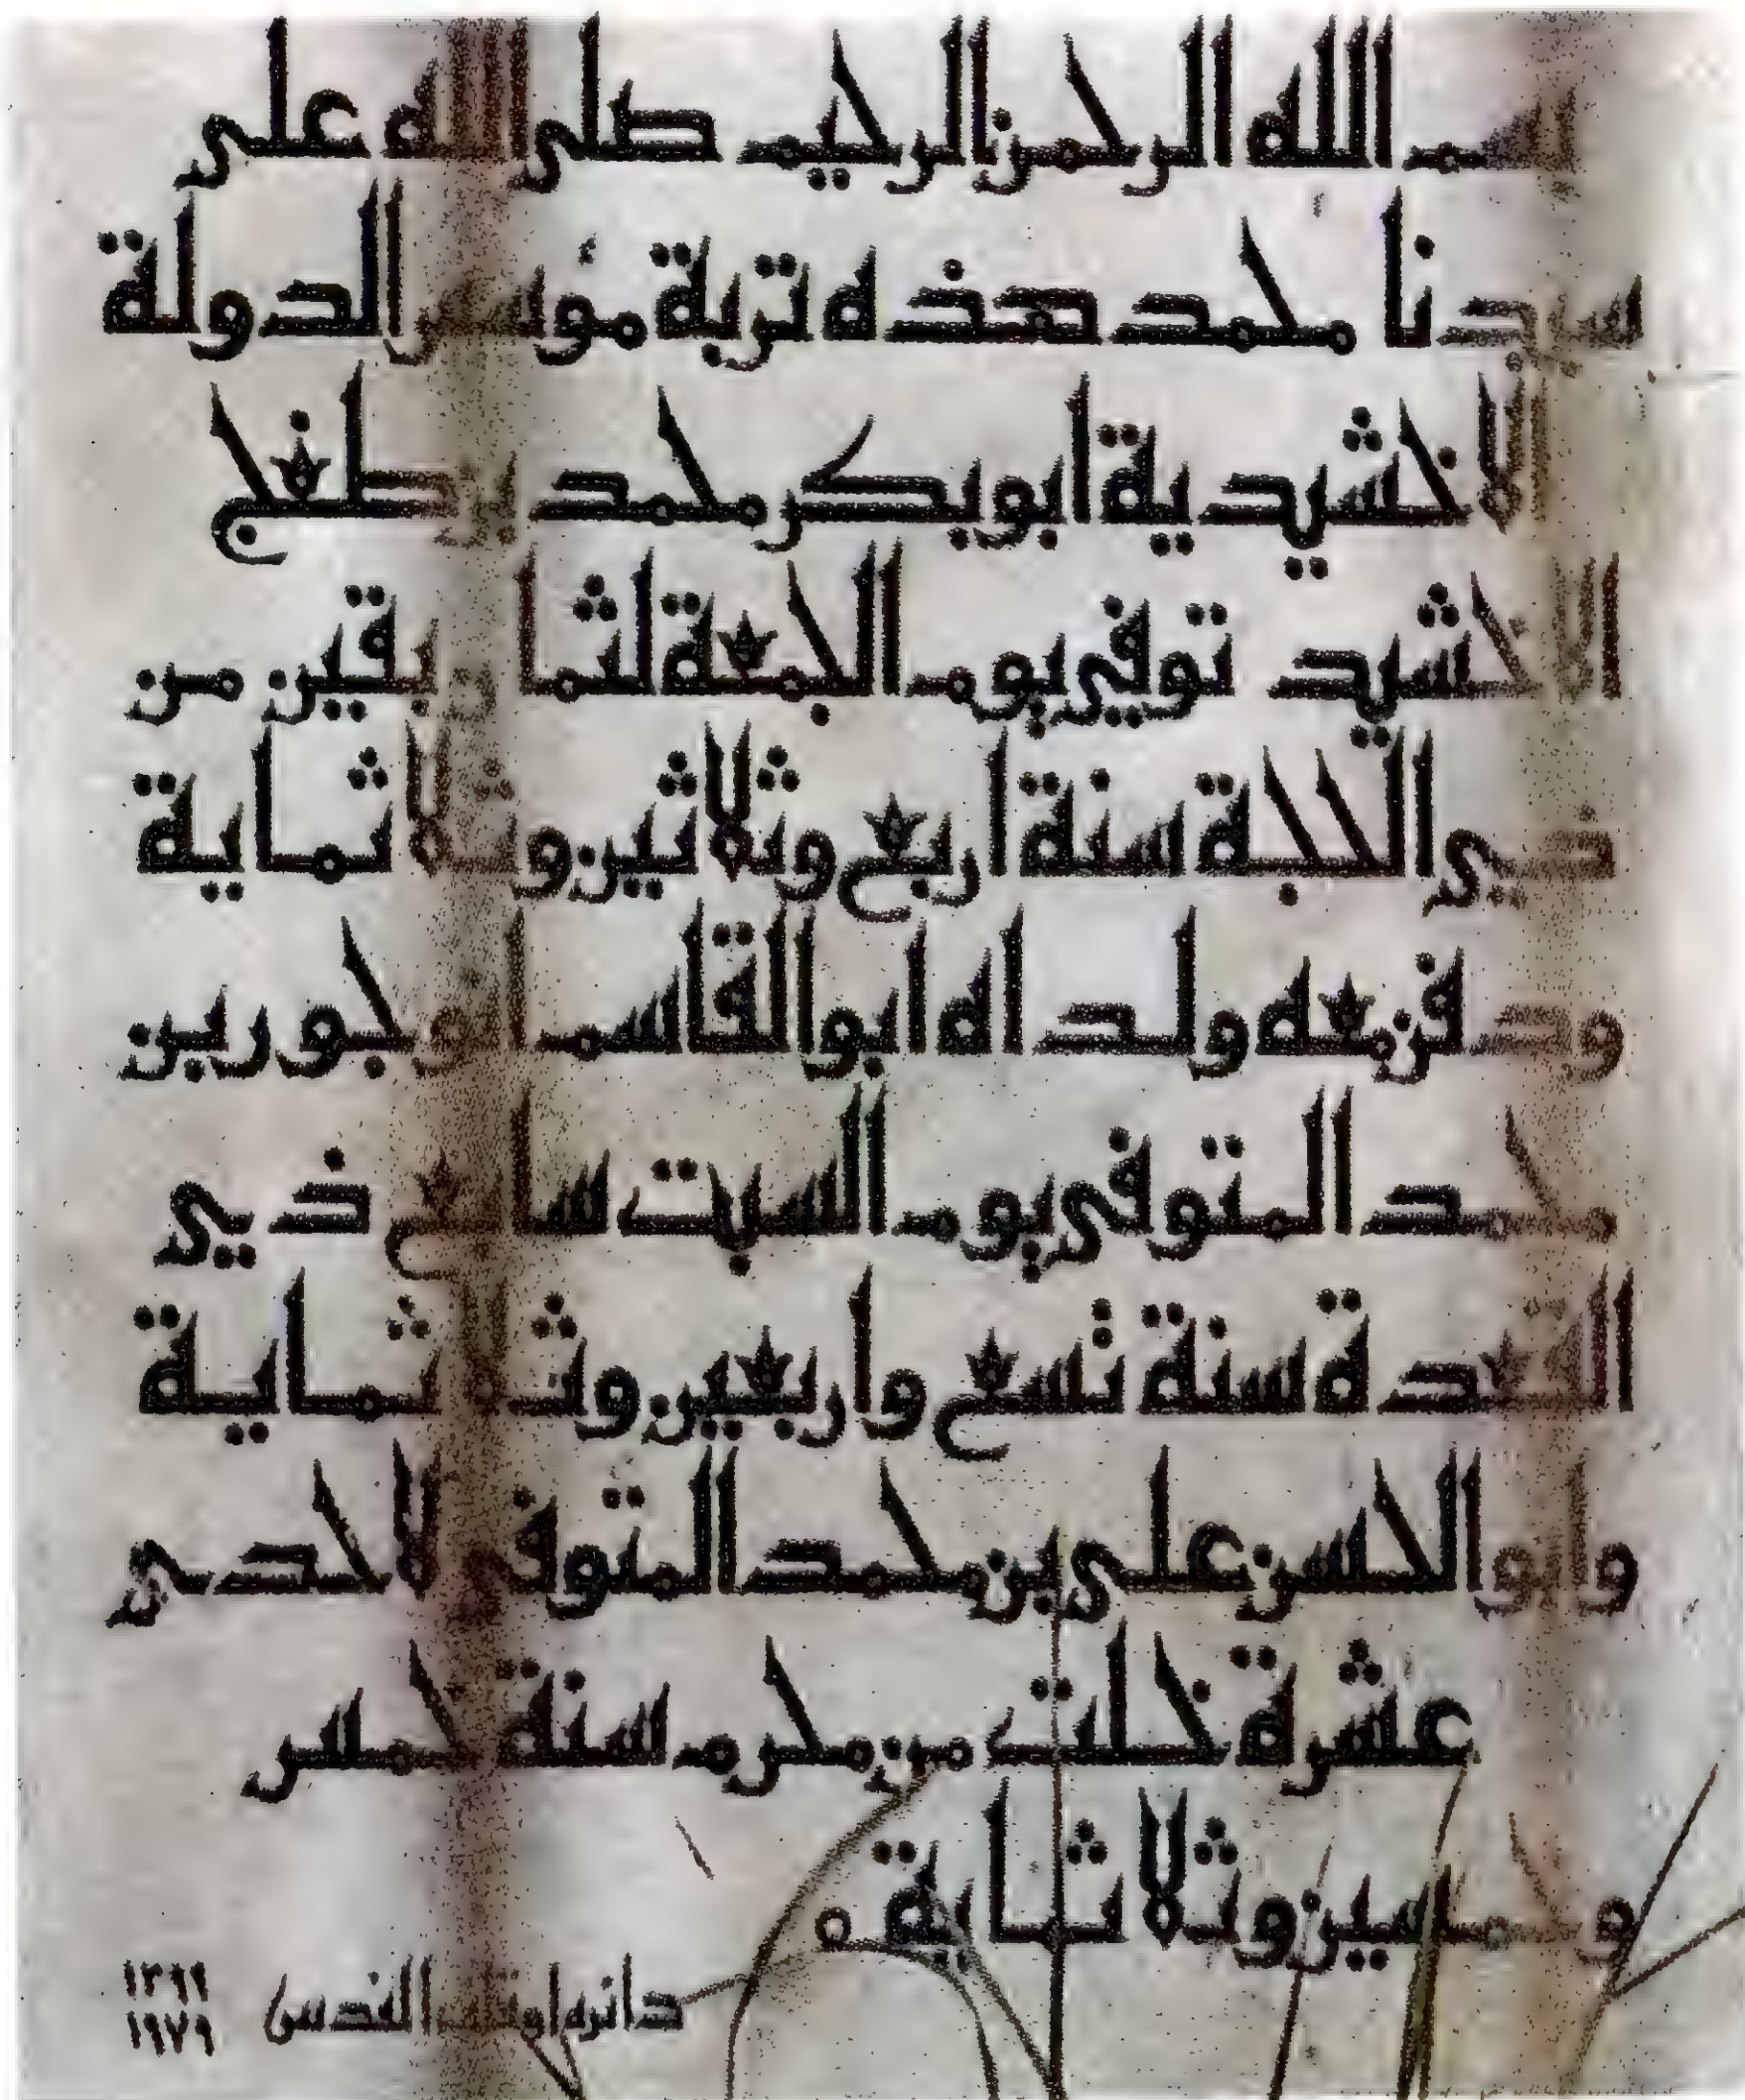 بسم الله الرحمن الرحيم صلى الله على
سيدنا محمد هذه تربة مؤسس الدولة
الاخشيدية ابو بكر محمد بن طغج
الاخشيد توفي يوم الجمعة لثمان بقين من
ذي الحجة سنة اربع وثلاثين وثلاثماية
ودفن معه ولداه ابوالقاسم انوجور بن
محمد المتوفي يوم السبت سابع ذي
القعدة سنة تسع واربعين وثلاثماية
وابو الحسن علي بن محمد المتوفي لاحدى
عشرة خلت من محرم سنة خمس
وخمسين وثلاثماية ه
دائرة اوقاف القدس ١٣٩٩
١٩٧٩